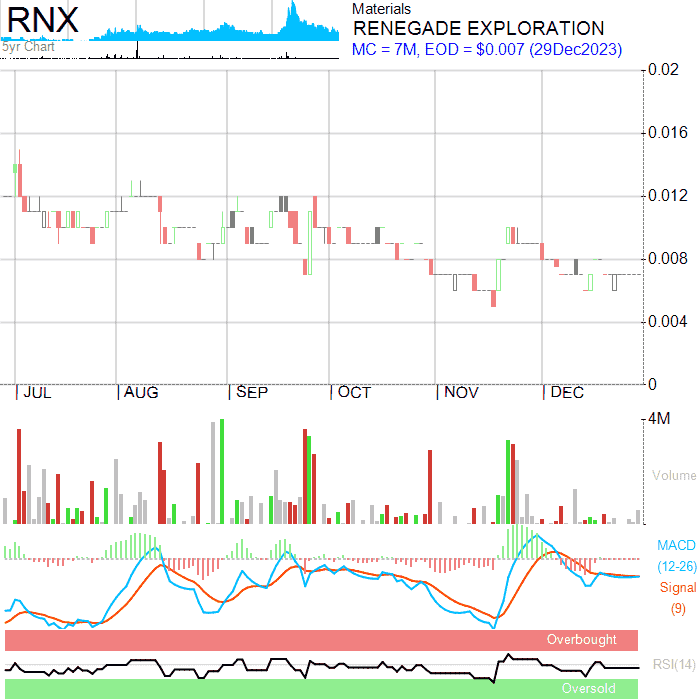 RNX
5yr Chart
Materials
RENEGADE EXPLORATION
MC = 7M, EOD = $0.007 (29Dec2023)
0.02
0.016
0.012
0.008
0.004
0
JUL AUG SEP OCT NOV DEC
4M
Volume
MACD
(12-26)
Signal
(9)
Overbought
RSI(14)
Oversold